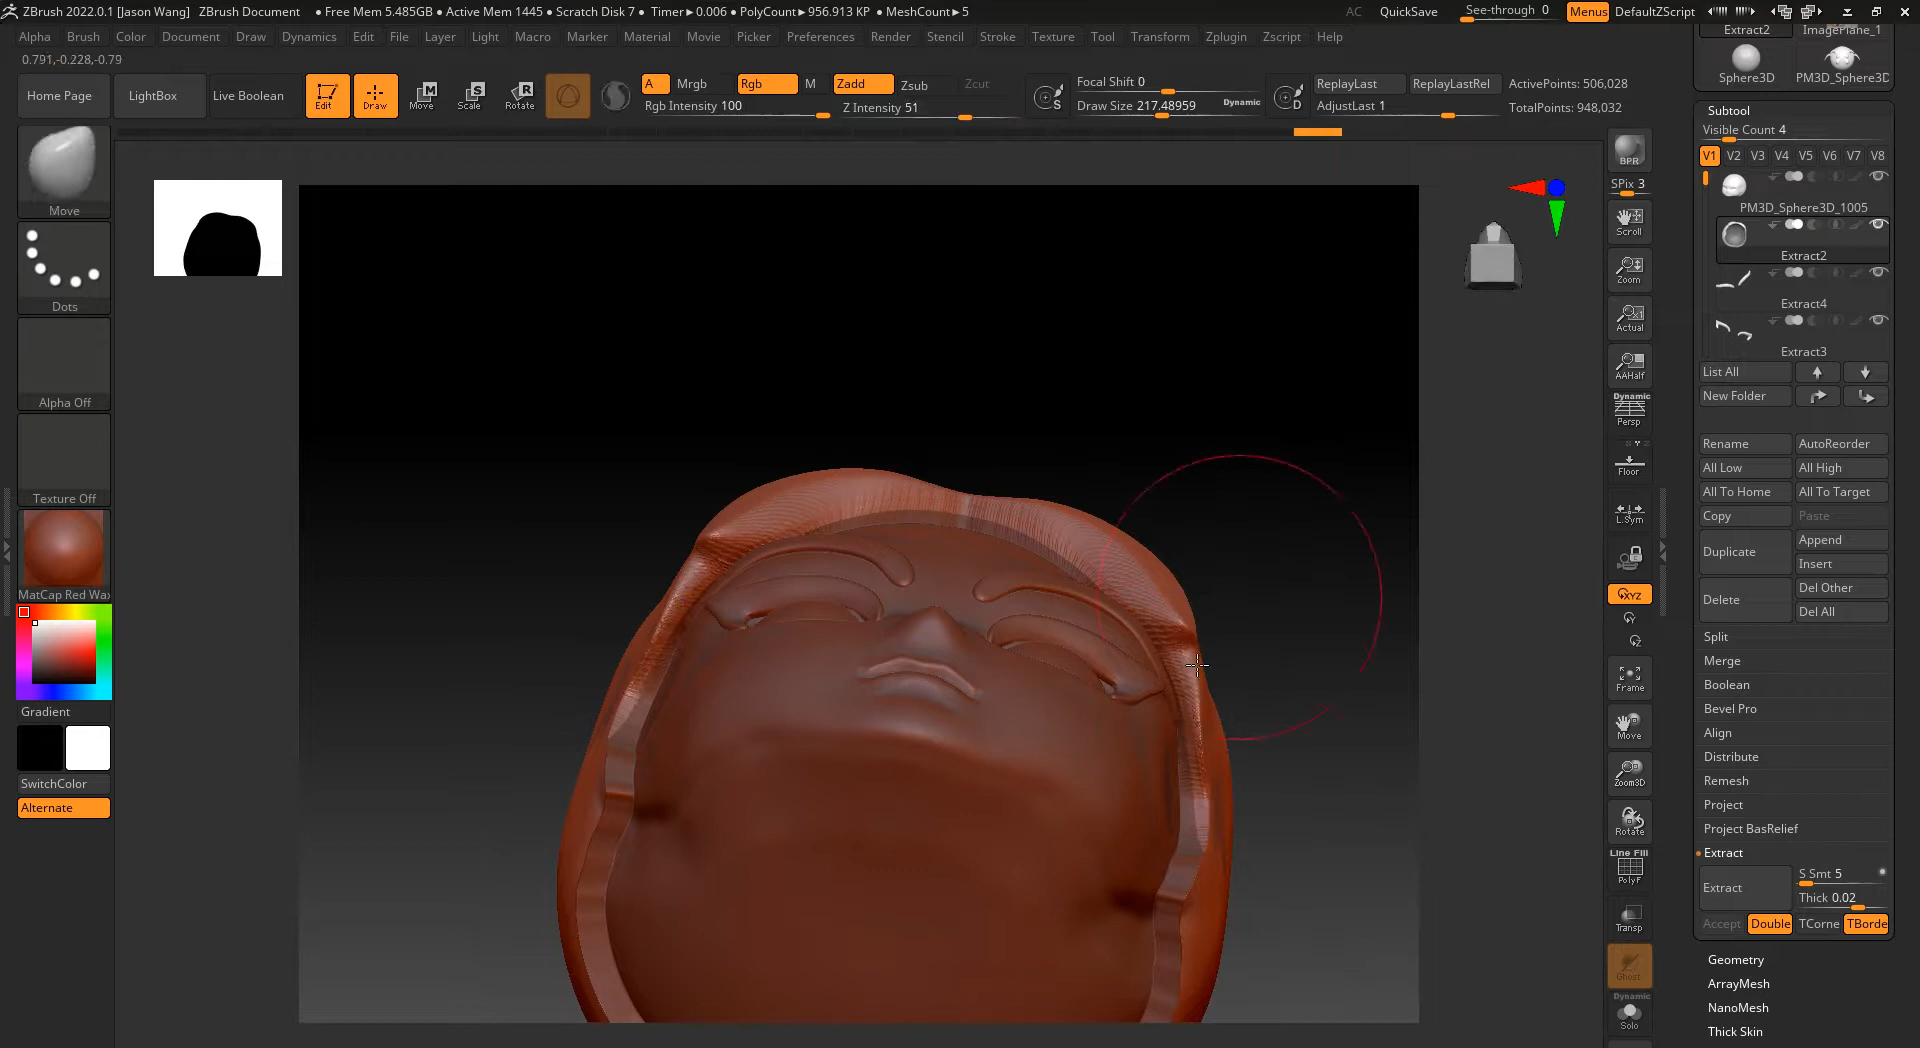 ZBrush 2022.0.1 [Jason Wang] ZBrush Document • Free Mem 5.485GB • Active Mem 1445 • Scratch Disk 7 • Timer►0.006 • PolyCount► 956.913 KP • MeshCount►5 AC QuickSave See-through 0 Menus DefaultZScript
Alpha Brush Color Document Draw Dynamics Edit File Layer Light Macro Marker Material Movie Picker Preferences Render Stencil Stroke Texture Tool Transform Zplugin Zscript Help
0.791,-0.228,-0.79
Home Page LightBox Live Boolean Edit Draw Move Scale Rotate
A Mrgb Rgb M Zadd Zsub Zcut
Rgb Intensity 100 Z Intensity 51
S Focal Shift 0
Draw Size 217.48959 Dynamic
D ReplayLast ReplayLastRel ActivePoints: 506,028
AdjustLast 1 TotalPoints: 948,032
Move
Dots
Alpha Off
Texture Off
MatCap Red Wax
Gradient
SwitchColor
Alternate
BPR
SPix 3
Scroll
Zoom
Actual
AAHalf
Dynamic
Persp
Floor
L.Sym
XYZ
Y
Z
Frame
Move
Zoom3D
Rotate
Line Fill
PolyF
Transp
Ghost
Dynamic
Solo
Extract2 ImagePlane_1
Sphere3D PM3D_Sphere3D
Subtool
Visible Count 4
V1 V2 V3 V4 V5 V6 V7 V8
PM3D_Sphere3D_1005
Extract2
Extract4
Extract3
List All
New Folder
Rename AutoReorder
All Low All High
All To Home All To Target
Copy Paste
Duplicate Append
Insert
Delete Del Other
Del All
Split
Merge
Boolean
Bevel Pro
Align
Distribute
Remesh
Project
Project BasRelief
Extract
Extract S Smt 5
Thick 0.02
Accept Double TCorne TBorde
Geometry
ArrayMesh
NanoMesh
Thick Skin